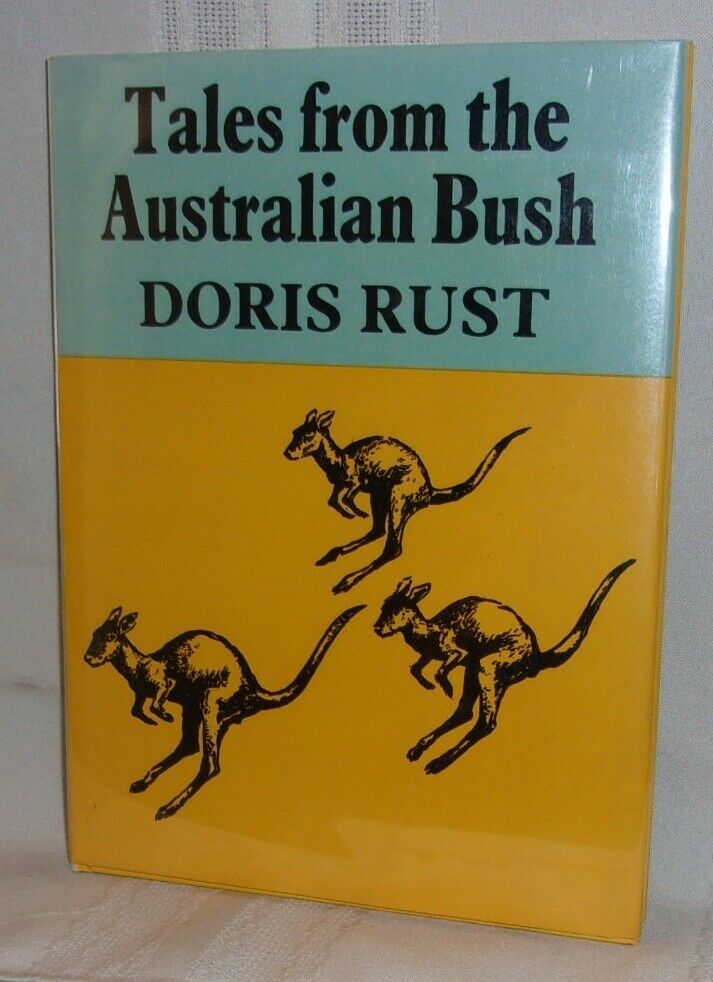 Tales from the
Australian Bush
DORIS RUST